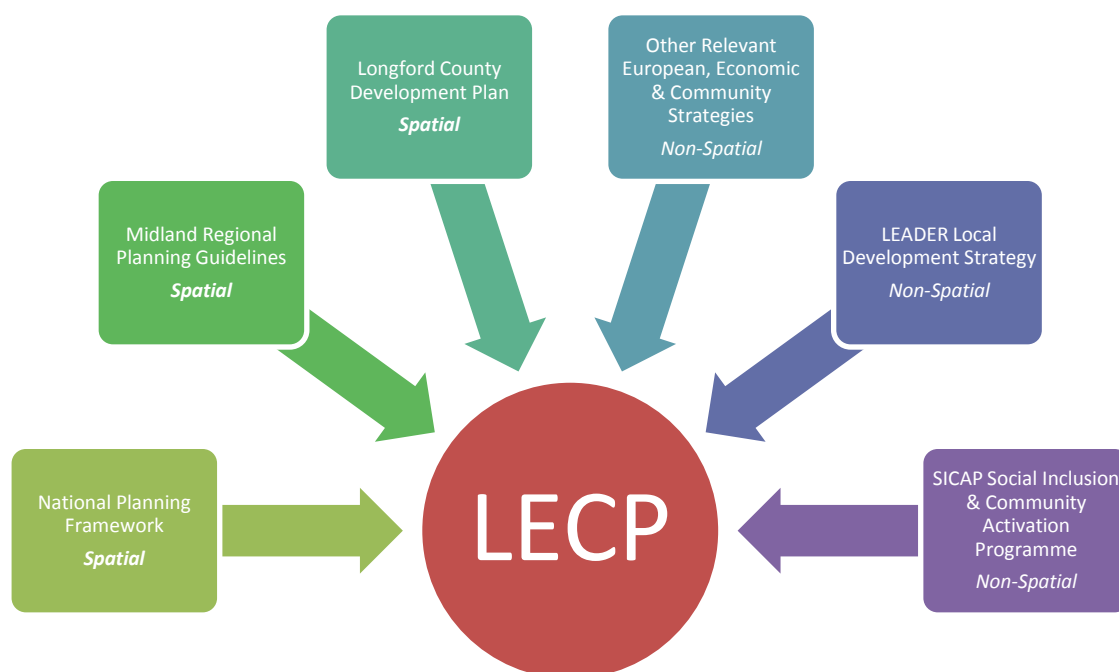 Other Relevant
European, Economic
& Community
Strategies
Non-Spatial
Longford County
Development Plan
Spatial
Midland Regional
Planning Guidelines
Spatial
LEADER Local
Development Strategy
Non-Spatial
National Planning
Framework
Spatial
SICAP Social Inclusion
& Community
Activation
Programme
Non-Spatial
LECP